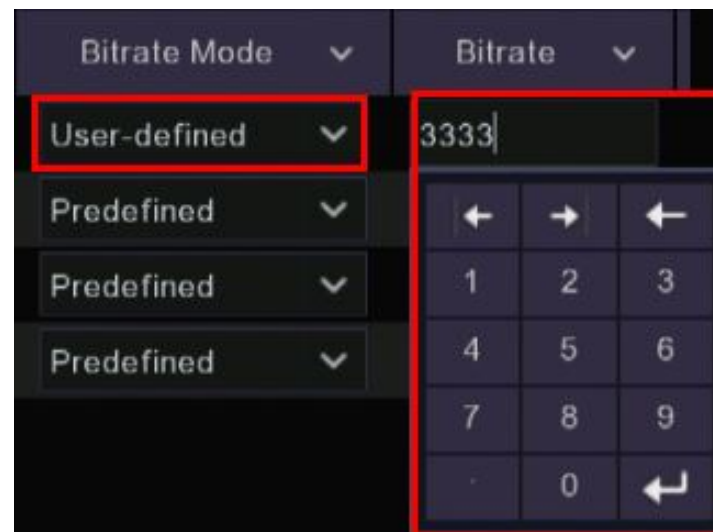 Bitrate Mode Bitrate
User-defined 3333
Predefined
Predefined 1 2 3
Predefined 4 5 6
7 8 9
0